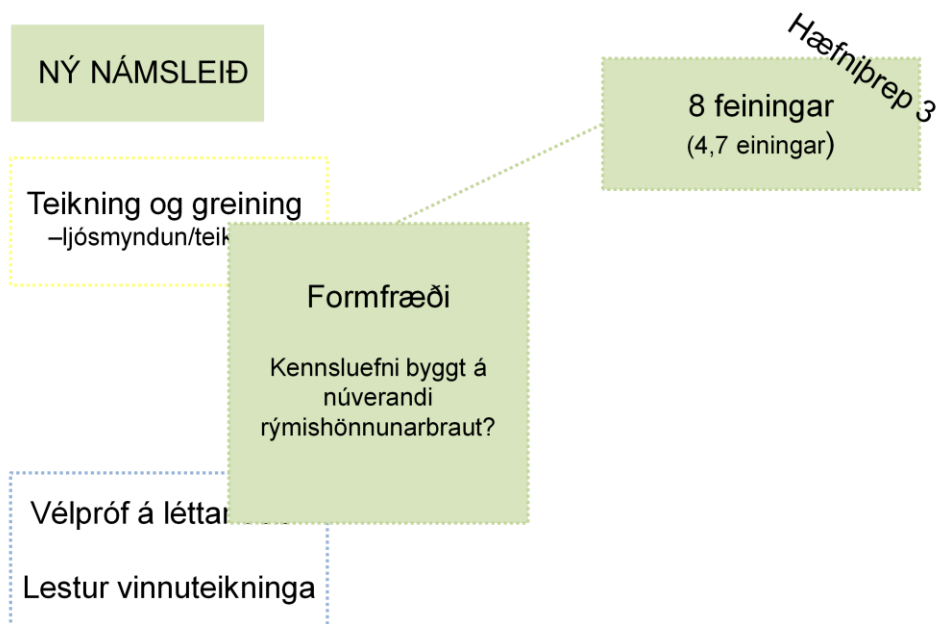 NÝ NÁMSLEIÐ
Hæfniþrep 3
8 feiningar
(4,7 einingar)
Teikning og greining
–ljósmyndun/teik
Formfræði
Kennsluefni byggt á
núverandi
rýmishönnunarbraut?
Vélpróf á
Lestur vinnuteikninga